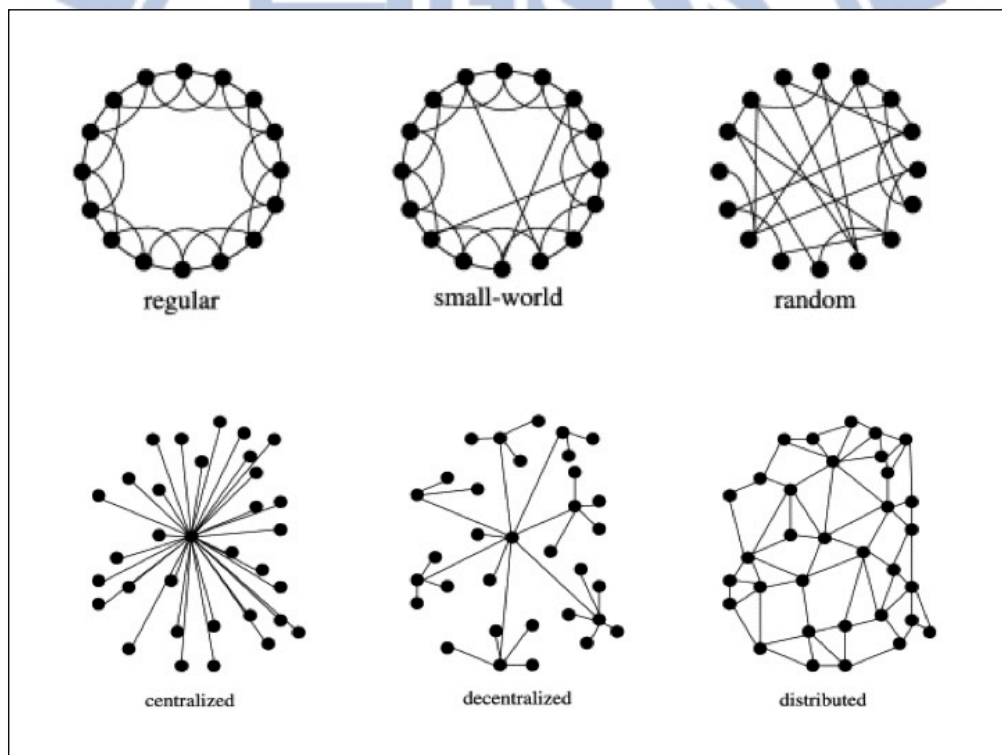 regular
small-world
random
centralized
decentralized
distributed